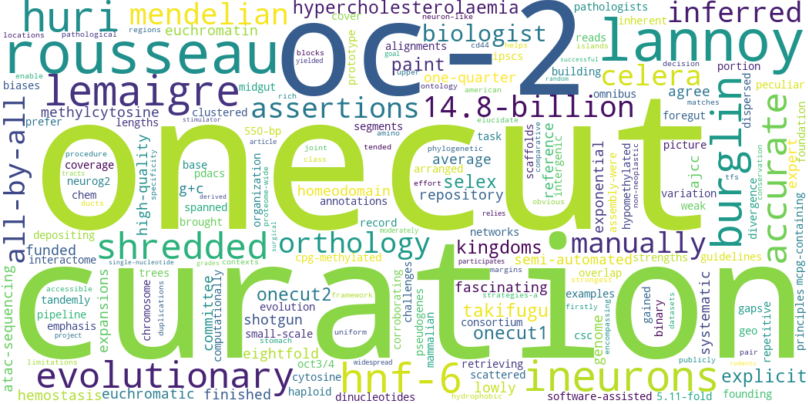 huri mendelian hypercholesterolaemia neuron-like pathologists inferred
locations pathological regions euchromatin cover cd44 helps reads inherent
rousseau oc-2 biologist lannoy
blocks yielded alignments paint ipscs islands successful
prototype goal upper one-quarter building random decision celera portion
enable lemaigre midgut rich ontology american omnibus matches peculiar
biases methylcytosine clustered assertions 14.8-billion agree foregut dispersed
prefer lengths stimulator segments amino tended phylogenetic elucidate picture foundation
all-by-all procedure coverage tracts chem ducts specificity high-quality base pdacs 550-bp article joint class average task scaffolds comparative reference intergenic exponential ajcc tfs expert
neurog2 g+c derived organization proteome-wide homeodomain arranged selex effort obvious assembly-were hypomethylated non-neoplastic variation weak burglin divergence conservation accurate
onecut
spanned brought surgical annotations record repository relies
funded depositing interactome shredded orthology networks kingdoms manually
single-nucleotide grades contexts cpg-methylated participates margins semi-automated strengths guidelines
curation
atac-sequencing accessible tandemly pipeline emphasis project expansions trees chromosome duplications committee computationally onecut2 evolution shotgun small-scale eightfold framework corroborating challenges pseudogenes mammalian fascinating strategies-a strongest takifugu firstly consortium onecut1 overlap examples csc scattered retrieving encompassing genome gained binary datasets systematic gaps geo pair repetitive principles mcpg-containing
limitations evolutionary stomach oct3/4 cytosine haploid widespread hnf-6 moderately lowly ineurons uniform publicly moments explicit
hemostasis euchromatic finished dinucleotides hydrophobic software-assisted 5.11-fold founding